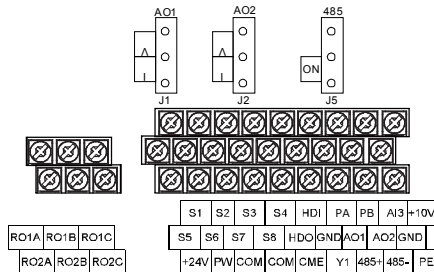 AO1 AO2 485
V V
I I ON
J1 J2 J5
S1 S2 S3 S4 HDI PA PB AI3 +10V
RO1A RO1B RO1C S5 S6 S7 S8 HDO GND AO1 AO2 GND
RO2A RO2B RO2C +24V PW COM COM CME Y1 485+ 485- PE